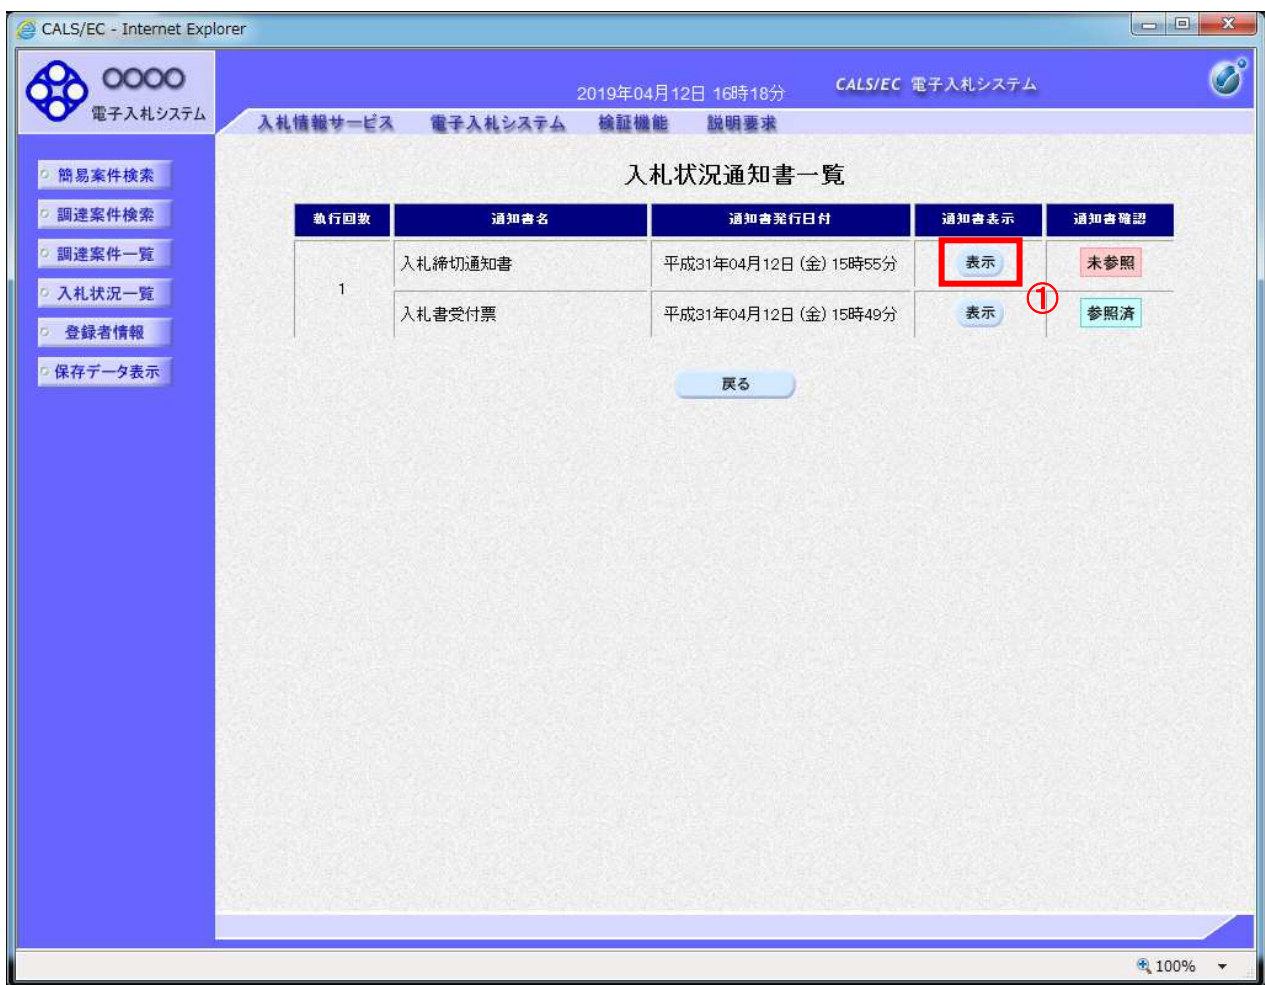 CALS/EC - Internet Explorer
〇〇〇〇
電子入札システム
2019年04月12日 16時18分
CALS/EC 電子入札システム
入札情報サービス 電子入札システム 検証機能 説明要求
簡易案件検索
調達案件検索
調達案件一覧
入札状況一覧
登録者情報
保存データ表示
入札状況通知書一覧
執行回数 通知書名 通知書発行日付 通知書表示 通知書確認
1
入札締切通知書 平成31年04月12日 (金) 15時55分 表示 未参照
①
入札書受付票 平成31年04月12日 (金) 15時49分 表示 参照済
戻る
100%